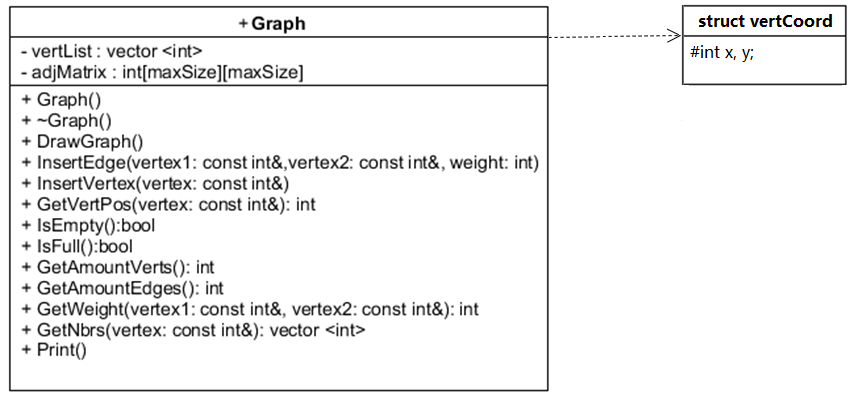 + Graph
- vertList : vector <int>
- adjMatrix : int[maxSize][maxSize]
+ Graph()
+ ~Graph()
+ DrawGraph()
+ InsertEdge(vertex1: const int&,vertex2: const int&, weight: int)
+ InsertVertex(vertex: const int&)
+ GetVertPos(vertex: const int&): int
+ IsEmpty():bool
+ IsFull():bool
+ GetAmountVerts(): int
+ GetAmountEdges(): int
+ GetWeight(vertex1: const int&, vertex2: const int&): int
+ GetNbrs(vertex: const int&): vector <int>
+ Print()
struct vertCoord
#int x, y;